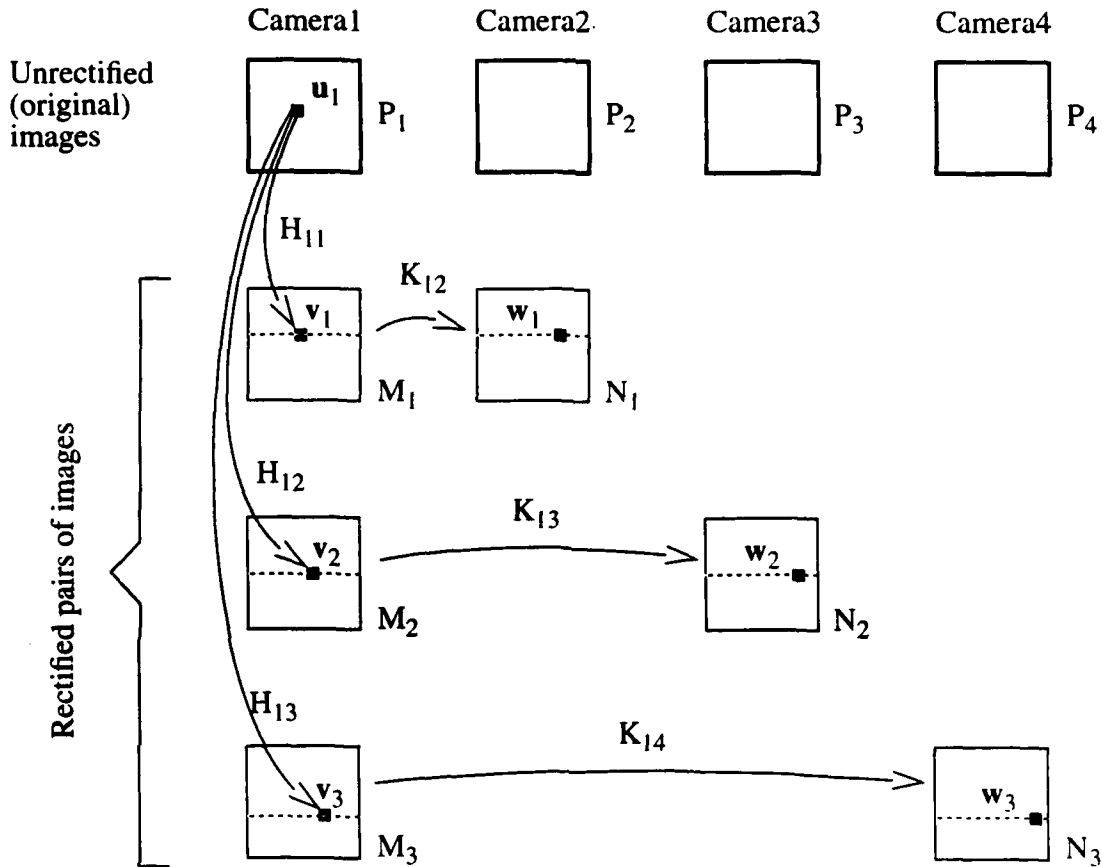 Camera1 Camera2 Camera3 Camera4
Unrectified
(original)
images
u₁ P₁ P₂ P₃ P₄
H₁₁
K₁₂
v₁ w₁
M₁ N₁
H₁₂
K₁₃
v₂ w₂
M₂ N₂
Rectified pairs of images
H₁₃
K₁₄
v₃ w₃
M₃ N₃